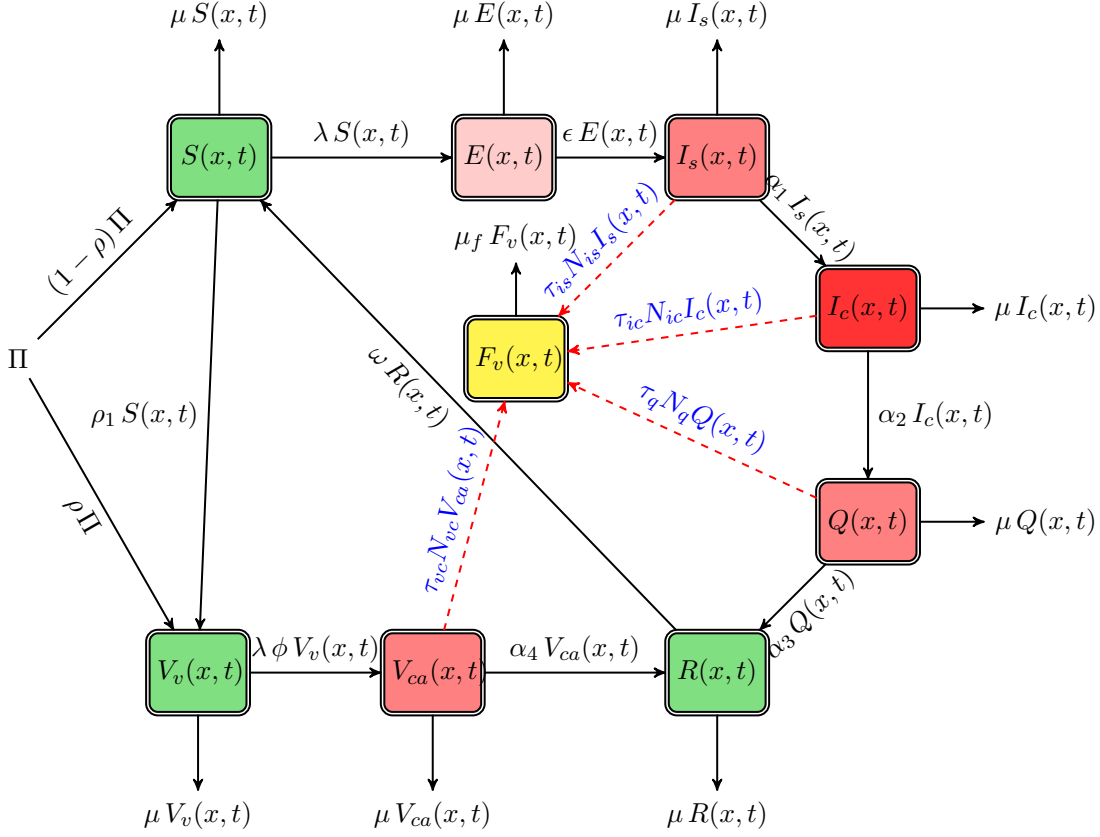 μ S(x, t)
μ E(x, t)
μ I_s(x, t)
S(x, t)
λ S(x, t)
E(x, t)
ϵ E(x, t)
I_s(x, t)
α_1 I_s(x, t)
(1 − ρ) Π
μ_f F_v(x, t)
τ_{is}N_{is}I_s(x, t)
τ_{ic}N_{ic}I_c(x, t)
I_c(x, t)
μ I_c(x, t)
Π
F_v(x, t)
ω R(x, t)
ρ_1 S(x, t)
τ_qN_qQ(x, t)
α_2 I_c(x, t)
τ_{vc}N_{vc}V_{ca}(x, t)
ρΠ
Q(x, t)
μ Q(x, t)
α_3 Q(x, t)
V_v(x, t)
λ ϕ V_v(x, t)
V_{ca}(x, t)
α_4 V_{ca}(x, t)
R(x, t)
μ V_v(x, t)
μ V_{ca}(x, t)
μ R(x, t)